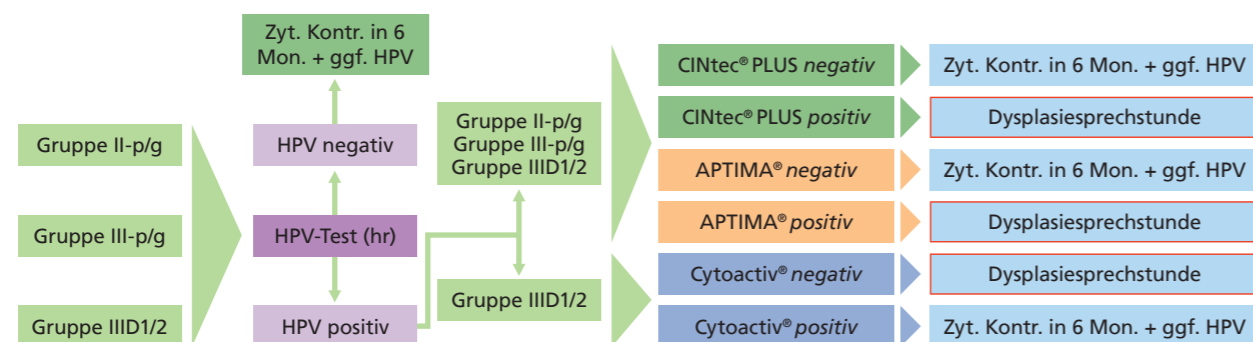 Zyt. Kontr. in 6
Mon. + ggf. HPV
Gruppe II-p/g
Gruppe III-p/g
Gruppe IIID1/2
HPV negativ
HPV-Test (hr)
HPV positiv
Gruppe II-p/g
Gruppe III-p/g
Gruppe IIID1/2
Gruppe IIID1/2
CINtec® PLUS negativ
Zyt. Kontr. in 6 Mon. + ggf. HPV
CINtec® PLUS positiv
Dysplasiesprechstunde
APTIMA® negativ
Zyt. Kontr. in 6 Mon. + ggf. HPV
APTIMA® positiv
Dysplasiesprechstunde
Cytoactiv® negativ
Dysplasiesprechstunde
Cytoactiv® positiv
Zyt. Kontr. in 6 Mon. + ggf. HPV